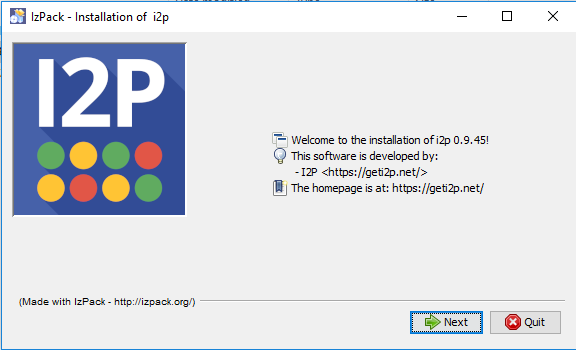 IzPack - Installation of i2p
I2P
Welcome to the installation of i2p 0.9.45!
This software is developed by:
- I2P <https://geti2p.net/>
The homepage is at: https://geti2p.net/
(Made with IzPack - http://izpack.org/)
Next
Quit